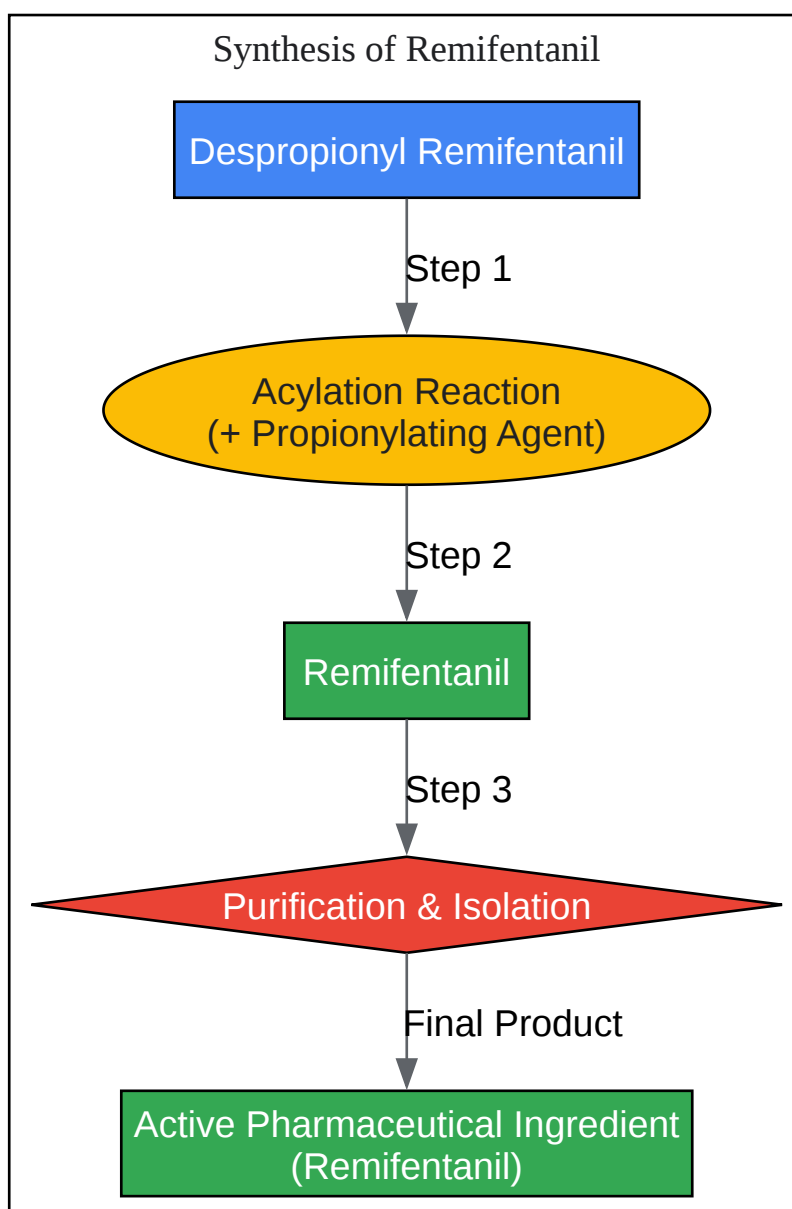 Synthesis of Remifentanil
Despropionyl Remifentanil
Step 1
Acylation Reaction
(+ Propionylating Agent)
Step 2
Remifentanil
Step 3
Purification & Isolation
Final Product
Active Pharmaceutical Ingredient
(Remifentanil)